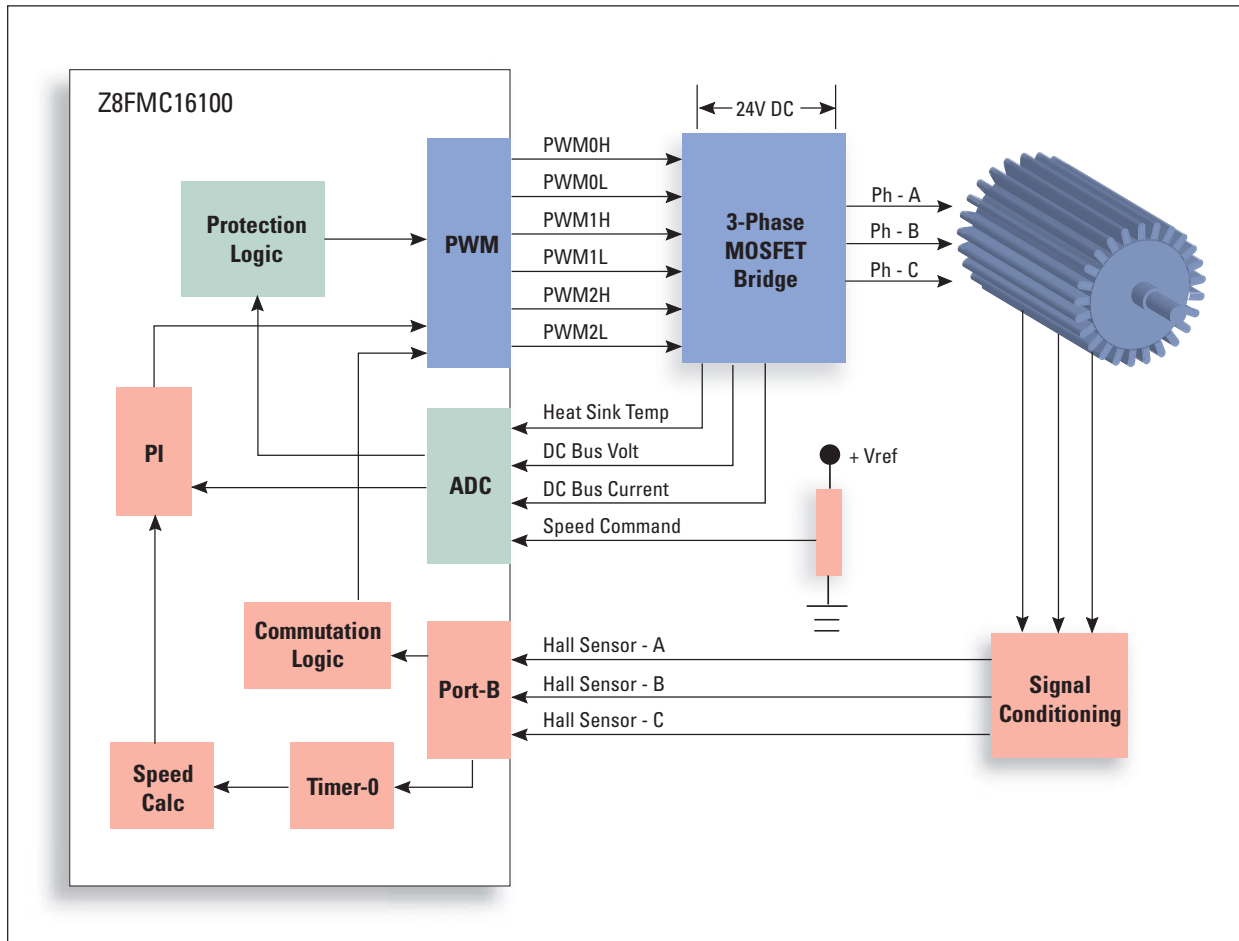 Z8FMC16100
24V DC
PWM0H
PWM0L
PWM1H
PWM1L
PWM2H
PWM2L
Protection
Logic
PWM
3-Phase
MOSFET
Bridge
Ph - A
Ph - B
Ph - C
PI
ADC
Heat Sink Temp
DC Bus Volt
DC Bus Current
Speed Command
+ Vref
Commutation
Logic
Port-B
Hall Sensor - A
Hall Sensor - B
Hall Sensor - C
Signal
Conditioning
Speed
Calc
Timer-0